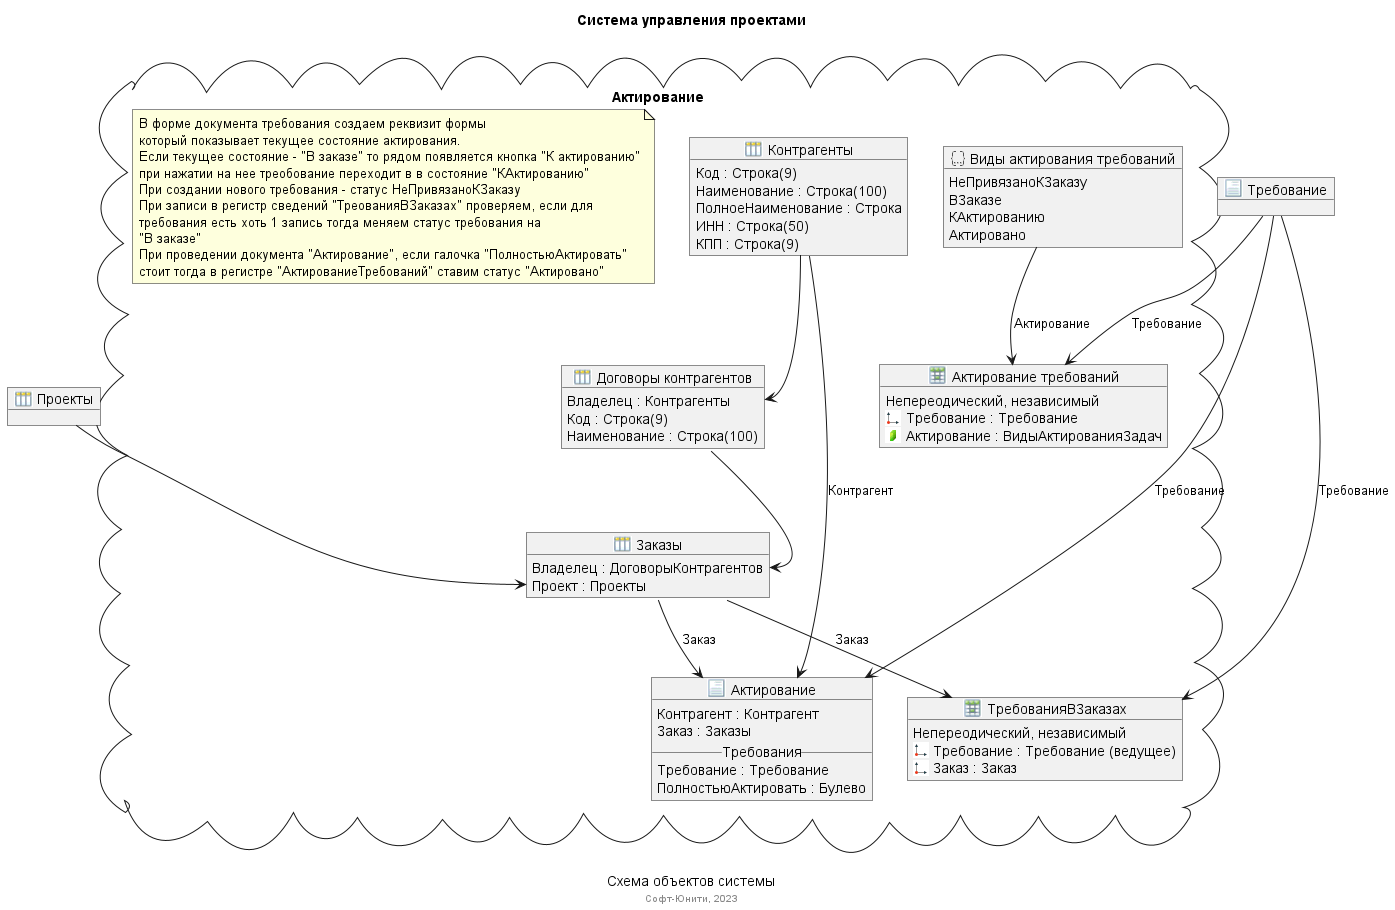 Система управления проектами
Актирование
В форме документа требования создаем реквизит формы
который показывает текущее состояние актирования.
Если текущее состояние - "В заказе" то рядом появляется кнопка "К актированию"
при нажатии на нее треобование переходит в в состояние "КАктированию"
При создании нового требования - статус НеПривязаноКЗаказу
При записи в регистр сведений "ТреованияВЗаказах" проверяем, если для
требования есть хоть 1 запись тогда меняем статус требования на
"В заказе"
При проведении документа "Актирование", если галочка "ПолностьюАктировать"
стоит тогда в регистре "АктированиеТребований" ставим статус "Актировано"
Контрагенты
Код : Строка(9)
Наименование : Строка(100)
ПолноеНаименование : Строка
ИНН : Строка(50)
КПП : Строка(9)
Виды актирования требований
НеПривязаноКЗаказу
ВЗаказе
КАктированию
Актировано
Требование
Актирование
Требование
Договоры контрагентов
Владелец : Контрагенты
Код : Строка(9)
Наименование : Строка(100)
Актирование требований
Непереодический, независимый
Требование : Требование
Актирование : ВидыАктированияЗадач
Проекты
Контрагент
Требование
Требование
Заказы
Владелец : ДоговорыКонтрагентов
Проект : Проекты
Заказ
Заказ
Актирование
Контрагент : Контрагент
Заказ : Заказы
Требования
Требование : Требование
ПолностьюАктировать : Булево
ТребованияВЗаказах
Непереодический, независимый
Требование : Требование (ведущее)
Заказ : Заказ
Схема объектов системы
Софт-Юнити, 2023